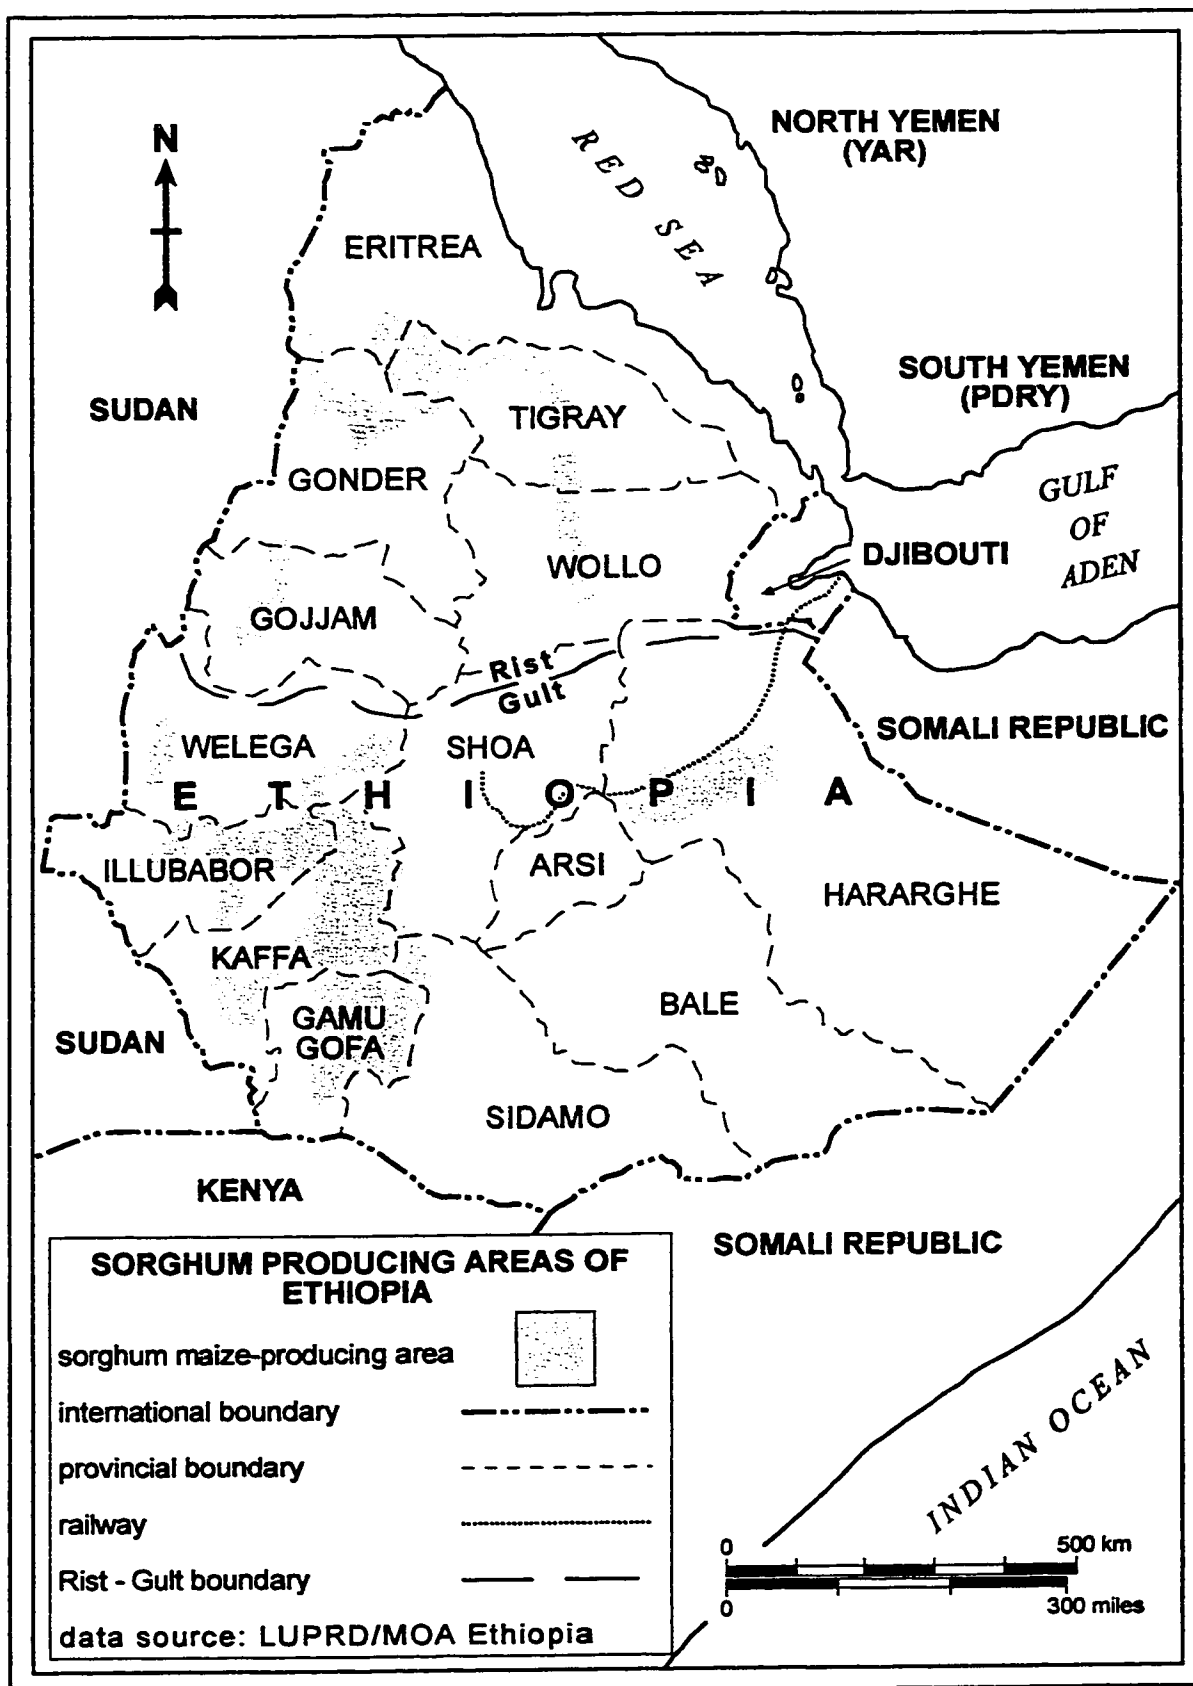 N
NORTH YEMEN
(YAR)
RED SEA
ERITREA
SOUTH YEMEN
(PDRY)
SUDAN
TIGRAY
GONDER
GULF
OF
ADEN
DJIBOUTI
WOLLO
GOJJAM
Rist
Gult
SOMALI REPUBLIC
WELEGA
SHOA
ETHIOPIA
ILLUBABOR
ARSI
HARARGHE
KAFFA
BALE
GAMU
GOFA
SUDAN
SIDAMO
KENYA
SOMALI REPUBLIC
INDIAN OCEAN
SORGHUM PRODUCING AREAS OF
ETHIOPIA
sorghum maize-producing area
international boundary
provincial boundary
railway
Rist - Gult boundary
data source: LUPRD/MOA Ethiopia
0 500 km
0 300 miles